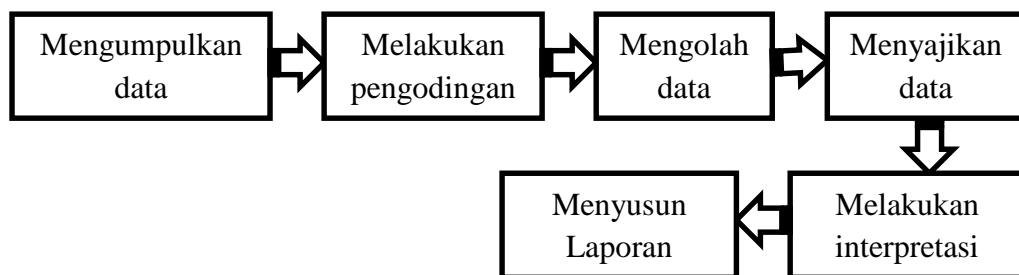 Mengumpulkan
data
Melakukan
pengodingan
Mengolah
data
Menyajikan
data
Melakukan
interpretasi
Menyusun
Laporan